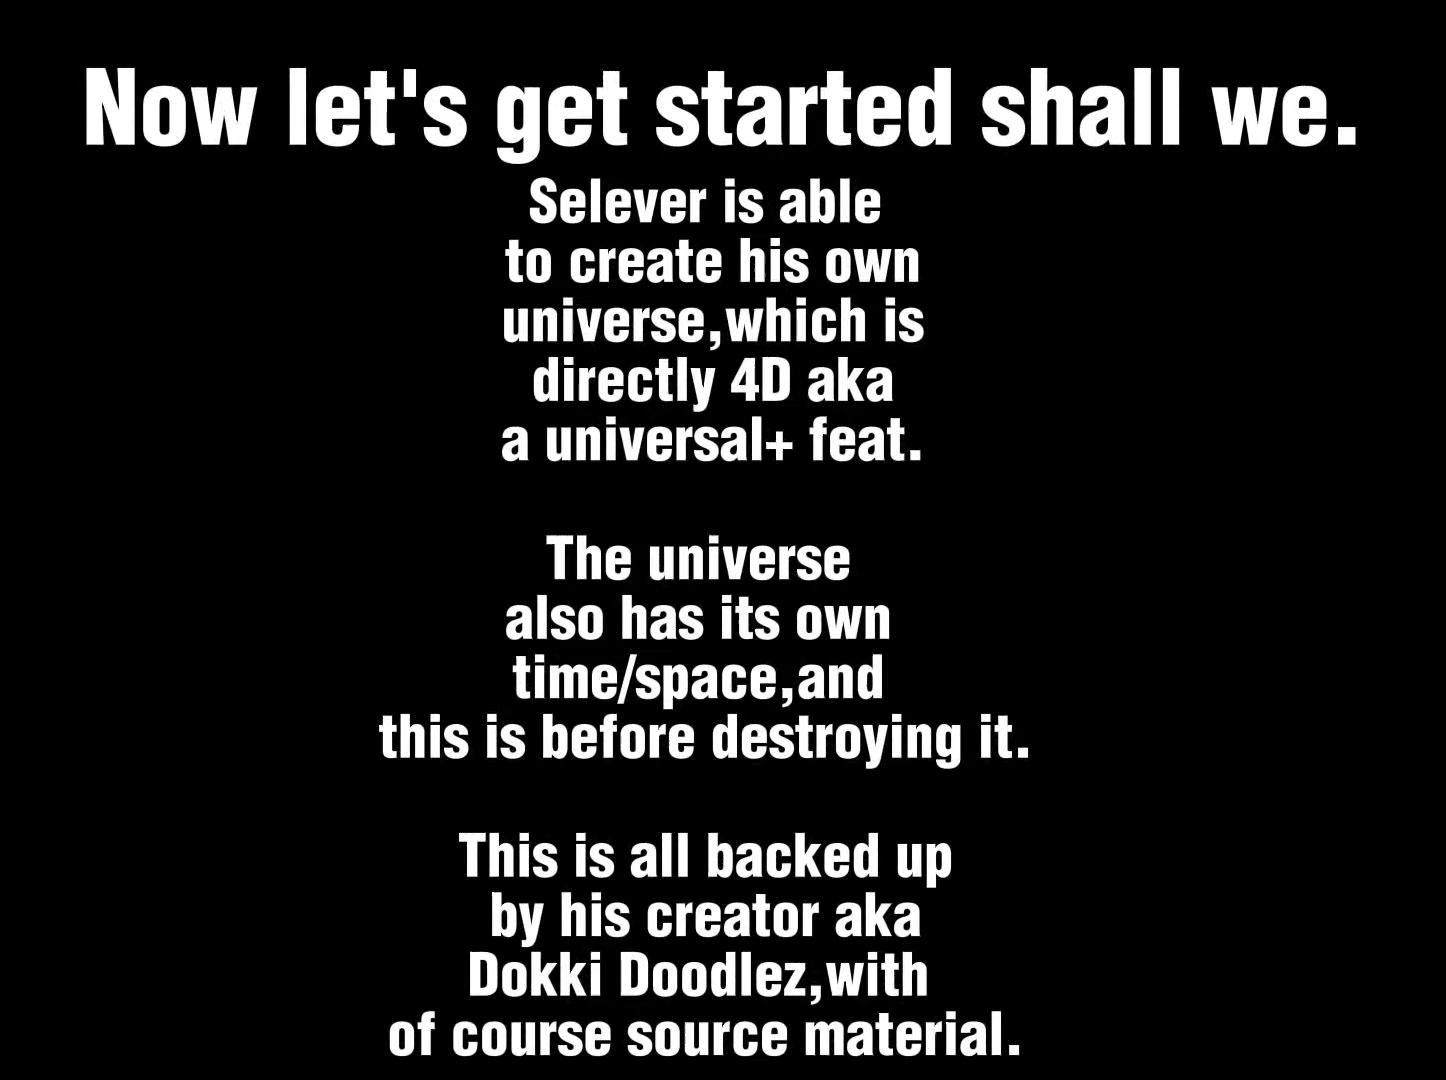 Now let's get started shall we.
Selever is able
to create his own
universe,which is
directly 4D aka
a universal+ feat.
The universe
also has its own
time/space,and
this is before destroying it.
This is all backed up
by his creator aka
Dokki Doodlez,with
of course source material.